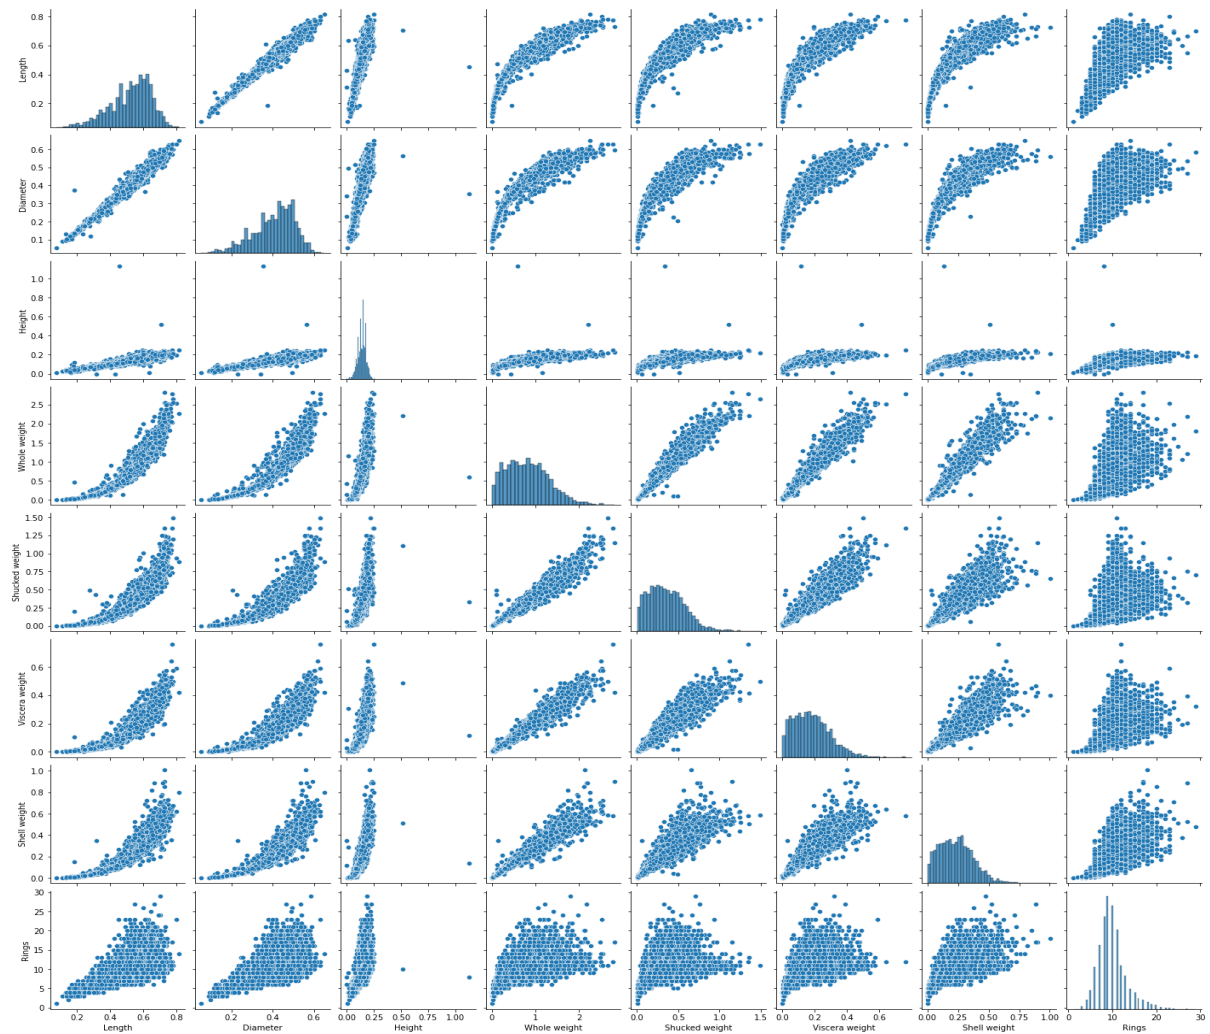 Length
0.8
0.6
0.4
0.2
Diameter
0.6
0.5
0.4
0.3
0.2
0.1
Height
1.0
0.8
0.6
0.4
0.2
0.0
Whole weight
2.5
2.0
1.5
1.0
0.5
0.0
Shucked weight
1.50
1.25
1.00
0.75
0.50
0.25
0.00
Viscera weight
0.6
0.4
0.2
0.0
Shell weight
1.0
0.8
0.6
0.4
0.2
0.0
Rings
30
25
20
15
10
5
0
0.2 0.4 0.6 0.8
Length
0.2 0.4 0.6
Diameter
0.00 0.25 0.50 0.75 1.00
Height
0 1 2
Whole weight
0.0 0.5 1.0 1.5
Shucked weight
0.0 0.2 0.4 0.6
Viscera weight
0.00 0.25 0.50 0.75 1.00
Shell weight
0 10 20 30
Rings